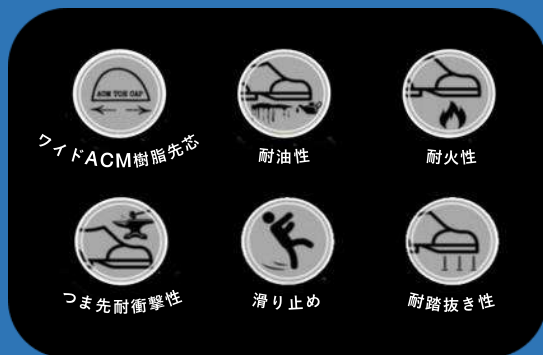 ACM TOE CAP
ワイドACM樹脂先芯
耐油性
耐火性
つま先耐衝撃性
滑り止め
耐踏抜き性